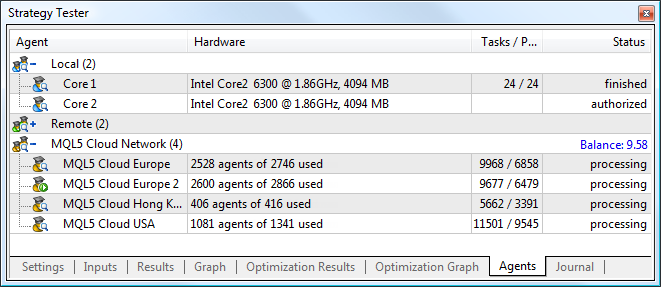 Strategy Tester
Agent Hardware Tasks / P... Status
Local (2)
Core 1 Intel Core2 6300 @ 1.86GHz, 4094 MB 24 / 24 finished
Core 2 Intel Core2 6300 @ 1.86GHz, 4094 MB authorized
Remote (2)
MQL5 Cloud Network (4) Balance: 9.58
MQL5 Cloud Europe 2528 agents of 2746 used 9968 / 6858 processing
MQL5 Cloud Europe 2 2600 agents of 2866 used 9677 / 6479 processing
MQL5 Cloud Hong K... 406 agents of 416 used 5662 / 3391 processing
MQL5 Cloud USA 1081 agents of 1341 used 11501 / 9545 processing
Settings Inputs Results Graph Optimization Results Optimization Graph Agents Journal